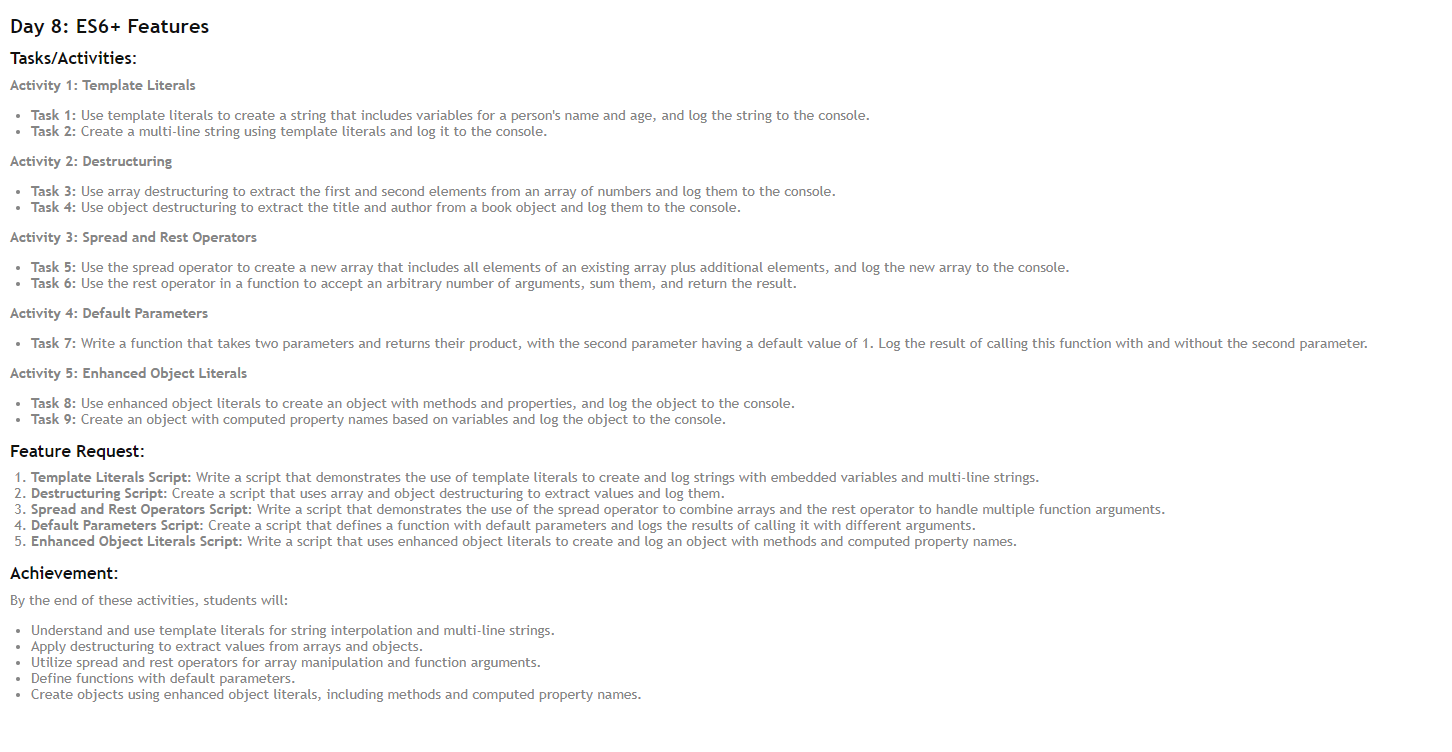 Day 8: ES6+ Features
Tasks/Activities:
Activity 1: Template Literals
• Task 1: Use template literals to create a string that includes variables for a person's name and age, and log the string to the console.
• Task 2: Create a multi-line string using template literals and log it to the console.
Activity 2: Destructuring
• Task 3: Use array destructuring to extract the first and second elements from an array of numbers and log them to the console.
• Task 4: Use object destructuring to extract the title and author from a book object and log them to the console.
Activity 3: Spread and Rest Operators
• Task 5: Use the spread operator to create a new array that includes all elements of an existing array plus additional elements, and log the new array to the console.
• Task 6: Use the rest operator in a function to accept an arbitrary number of arguments, sum them, and return the result.
Activity 4: Default Parameters
• Task 7: Write a function that takes two parameters and returns their product, with the second parameter having a default value of 1. Log the result of calling this function with and without the second parameter.
Activity 5: Enhanced Object Literals
• Task 8: Use enhanced object literals to create an object with methods and properties, and log the object to the console.
• Task 9: Create an object with computed property names based on variables and log the object to the console.
Feature Request:
1. Template Literals Script: Write a script that demonstrates the use of template literals to create and log strings with embedded variables and multi-line strings.
2. Destructuring Script: Create a script that uses array and object destructuring to extract values and log them.
3. Spread and Rest Operators Script: Write a script that demonstrates the use of the spread operator to combine arrays and the rest operator to handle multiple function arguments.
4. Default Parameters Script: Create a script that defines a function with default parameters and logs the results of calling it with different arguments.
5. Enhanced Object Literals Script: Write a script that uses enhanced object literals to create and log an object with methods and computed property names.
Achievement:
By the end of these activities, students will:
• Understand and use template literals for string interpolation and multi-line strings.
• Apply destructuring to extract values from arrays and objects.
• Utilize spread and rest operators for array manipulation and function arguments.
• Define functions with default parameters.
• Create objects using enhanced object literals, including methods and computed property names.